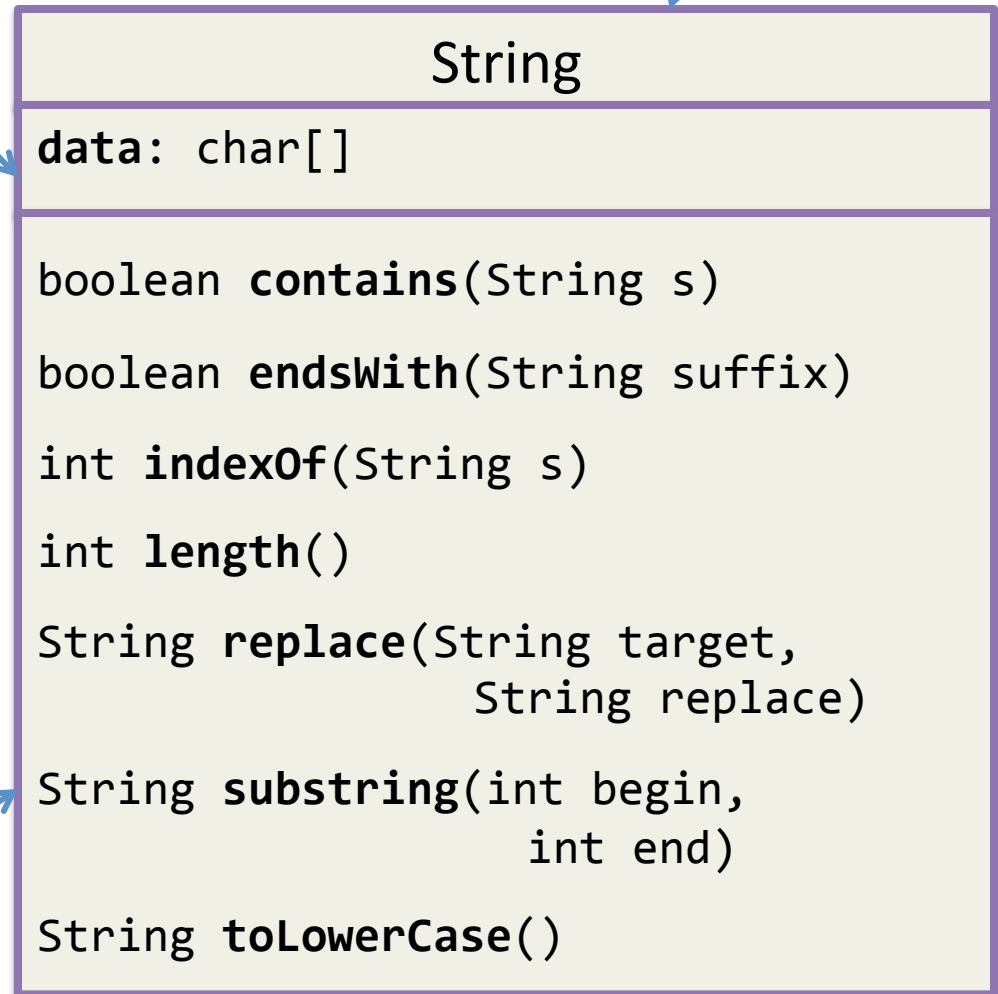 String
data: char[]
boolean contains(String s)
boolean endsWith(String suffix)
int indexOf(String s)
int length()
String replace(String target,
String replace)
String substring(int begin,
int end)
String toLowerCase()